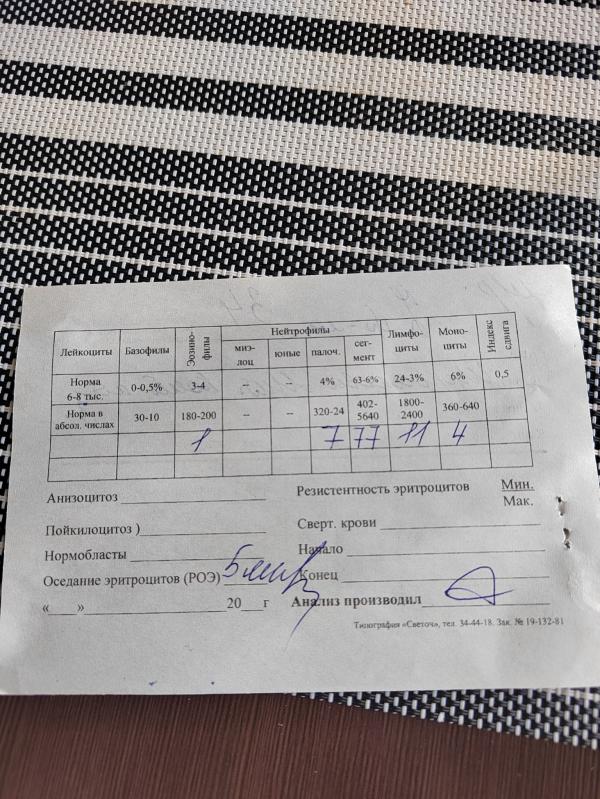 Лейкоциты Базофилы Эозино-филы Нейтрофилы Лимфо-циты Моно-циты Индекс сдвига
миэ-лоц юные палоч. сег-мент
Норма 6-8 тыс. 0-0,5% 3-4 -- -- 4% 63-6% 24-3% 6% 0,5
Норма в абсол. числах 30-10 180-200 -- -- 320-24 402-5640 1800-2400 360-640
1 7 77 11 4
Анизоцитоз Резистентность эритроцитов Мин.
Мак.
Пойкилоцитоз ) Сверт. крови
Нормобласты Начало
Оседание эритроцитов (РОЭ) 5 Конец
« » 20 г Анализ производил
Типография «Светоч», тел. 34-44-18. Зак. № 19-132-81